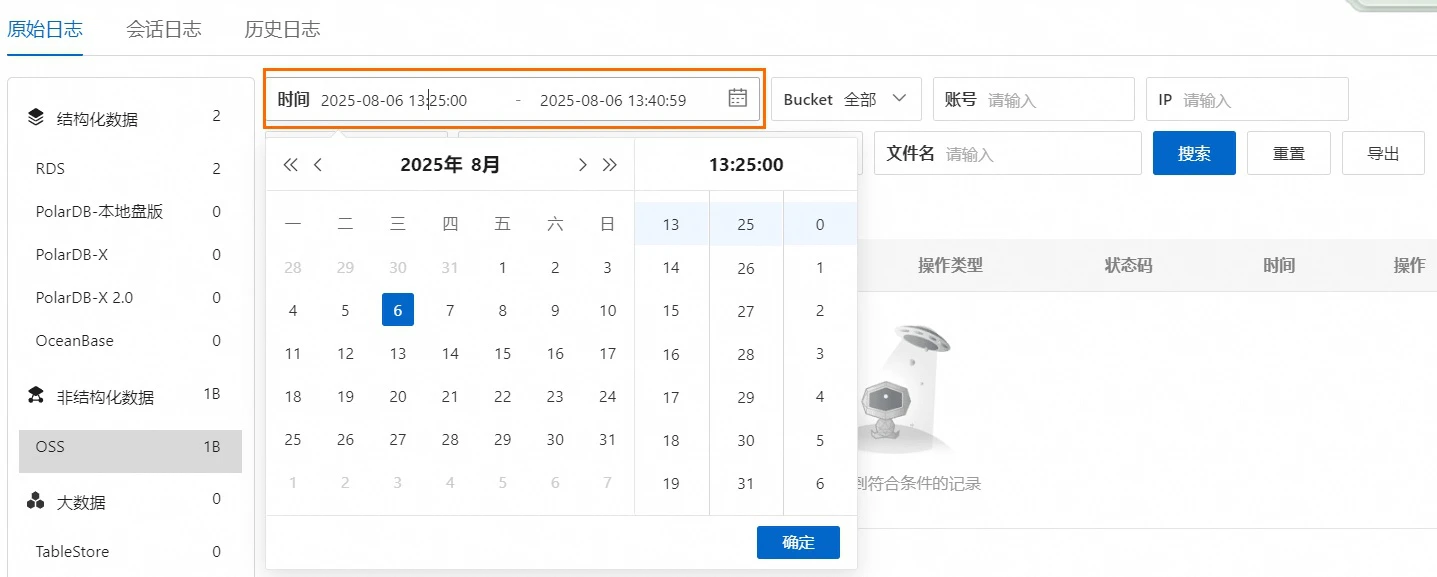 原始日志 会话日志 历史日志
结构化数据 2
RDS 2
PolarDB-本地盘版 0
PolarDB-X 0
PolarDB-X 2.0 0
OceanBase 0
非结构化数据 1B
OSS 1B
大数据 0
TableStore 0
时间 2025-08-06 13:25:00 - 2025-08-06 13:40:59 Bucket 全部 账号 请输入 IP 请输入
文件名 请输入 搜索 重置 导出
2025年 8月 13:25:00
一 二 三 四 五 六 日
28 29 30 31 1 2 3
4 5 6 7 8 9 10
11 12 13 14 15 16 17
18 19 20 21 22 23 24
25 26 27 28 29 30 31
1 2 3 4 5 6 7
13 25 0
14 26 1
15 27 2
16 28 3
17 29 4
18 30 5
19 31 6
确定
操作类型 状态码 时间 操作
到符合条件的记录